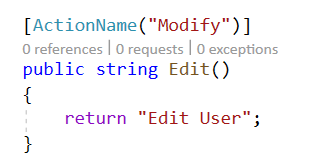 [ActionName("Modify")]
0 references | 0 requests | 0 exceptions
public string Edit()
{
    return "Edit User";
}